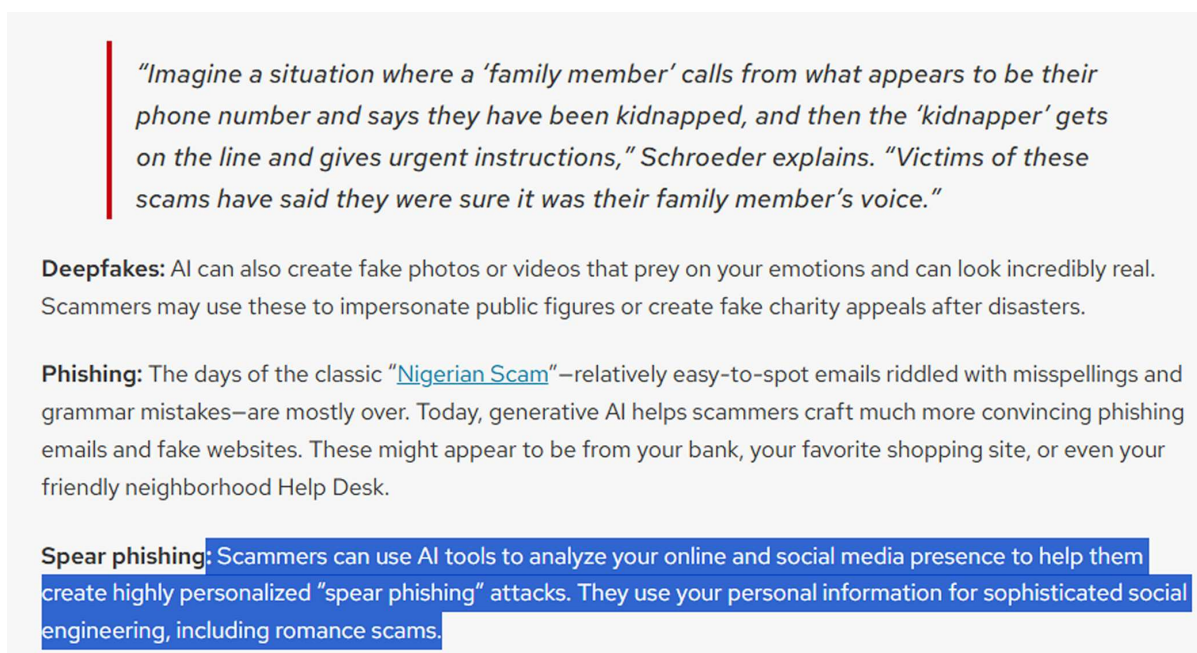 “Imagine a situation where a ‘family member’ calls from what appears to be their
phone number and says they have been kidnapped, and then the ‘kidnapper’ gets
on the line and gives urgent instructions,” Schroeder explains. “Victims of these
scams have said they were sure it was their family member’s voice.”
Deepfakes: AI can also create fake photos or videos that prey on your emotions and can look incredibly real.
Scammers may use these to impersonate public figures or create fake charity appeals after disasters.
Phishing: The days of the classic “Nigerian Scam”—relatively easy-to-spot emails riddled with misspellings and
grammar mistakes—are mostly over. Today, generative AI helps scammers craft much more convincing phishing
emails and fake websites. These might appear to be from your bank, your favorite shopping site, or even your
friendly neighborhood Help Desk.
Spear phishing: Scammers can use AI tools to analyze your online and social media presence to help them
create highly personalized “spear phishing” attacks. They use your personal information for sophisticated social
engineering, including romance scams.